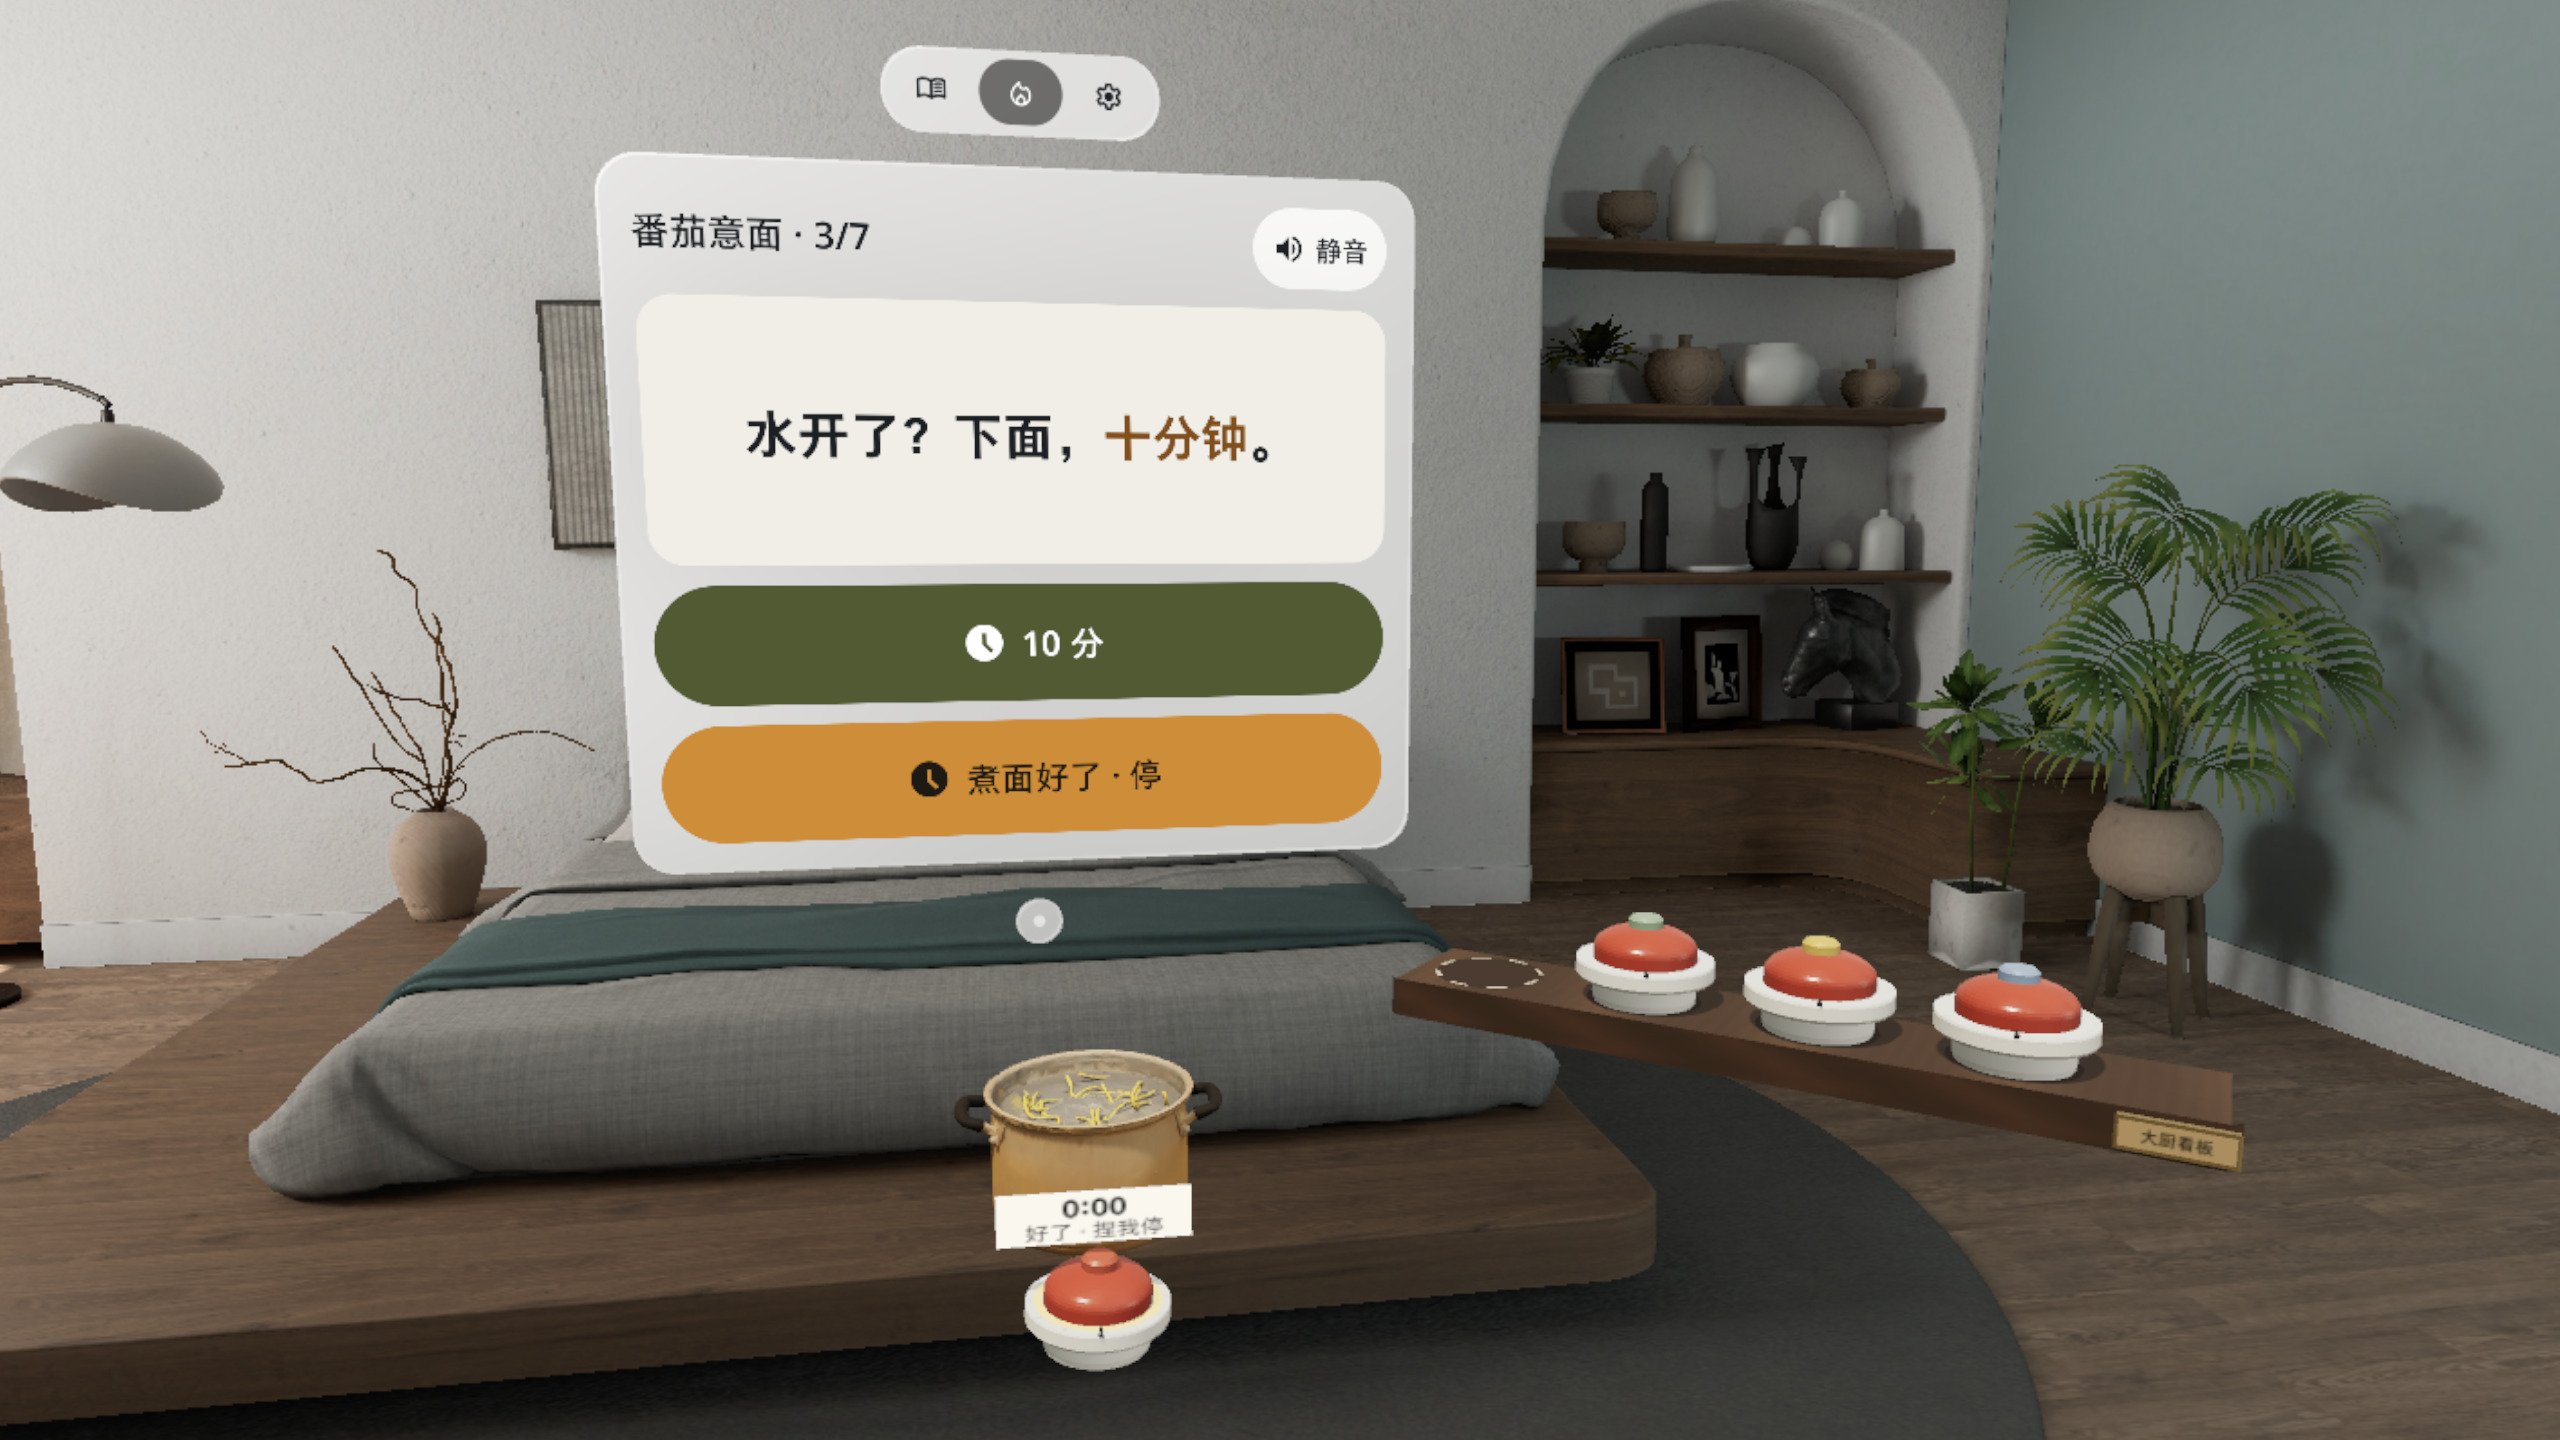 番茄意面 · 3/7
静音
水开了？下面，十分钟。
10 分
煮面好了 · 停
0:00
好了 · 捏我停
大厨看板